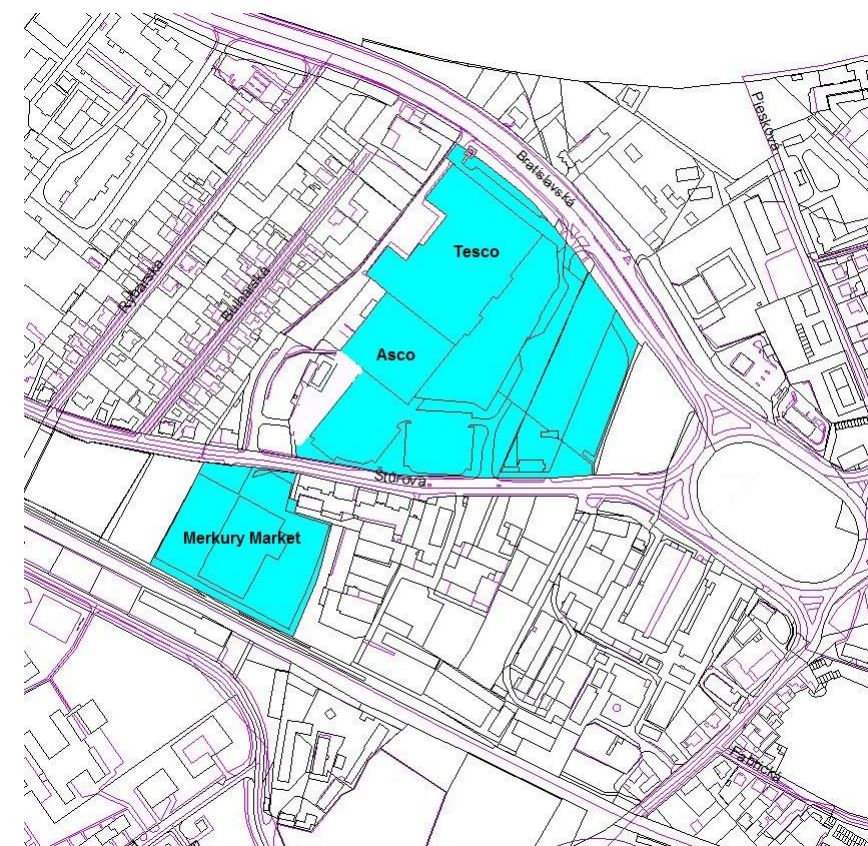 Pieskova
Bratislavská
Tesco
Rybárska
Bulharská
Asco
Štúrova
Merkury Market
Fabrická